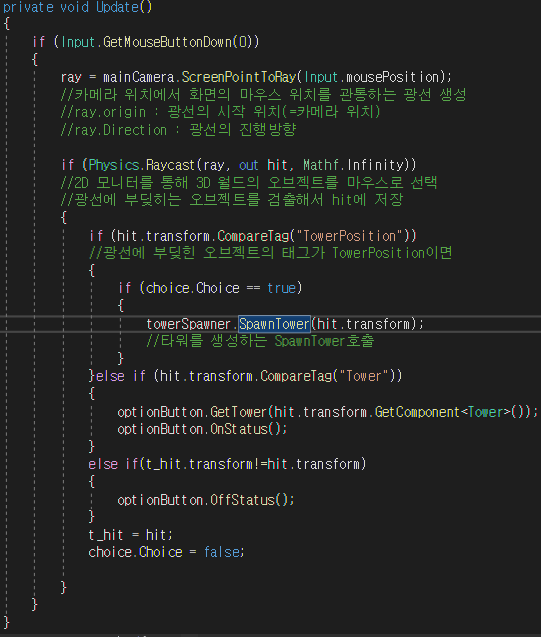 private void Update()
{
if (Input.GetMouseButtonDown(0))
{
ray = mainCamera.ScreenPointToRay(Input.mousePosition);
//카메라 위치에서 화면의 마우스 위치를 관통하는 광선 생성
//ray.origin : 광선의 시작 위치(=카메라 위치)
//ray.Direction : 광선의 진행방향
if (Physics.Raycast(ray, out hit, Mathf.Infinity))
//2D 모니터를 통해 3D 월드의 오브젝트를 마우스로 선택
//광선에 부딪히는 오브젝트를 검출해서 hit에 저장
{
if (hit.transform.CompareTag("TowerPosition"))
//광선에 부딪힌 오브젝트의 태그가 TowerPosition이면
{
if (choice.Choice == true)
{
towerSpawner.SpawnTower(hit.transform);
//타워를 생성하는 SpawnTower호출
}
}else if (hit.transform.CompareTag("Tower"))
{
optionButton.GetTower(hit.transform.GetComponent<Tower>());
optionButton.OnStatus();
}
else if(t_hit.transform!=hit.transform)
{
optionButton.OffStatus();
}
t_hit = hit;
choice.Choice = false;
}
}
}